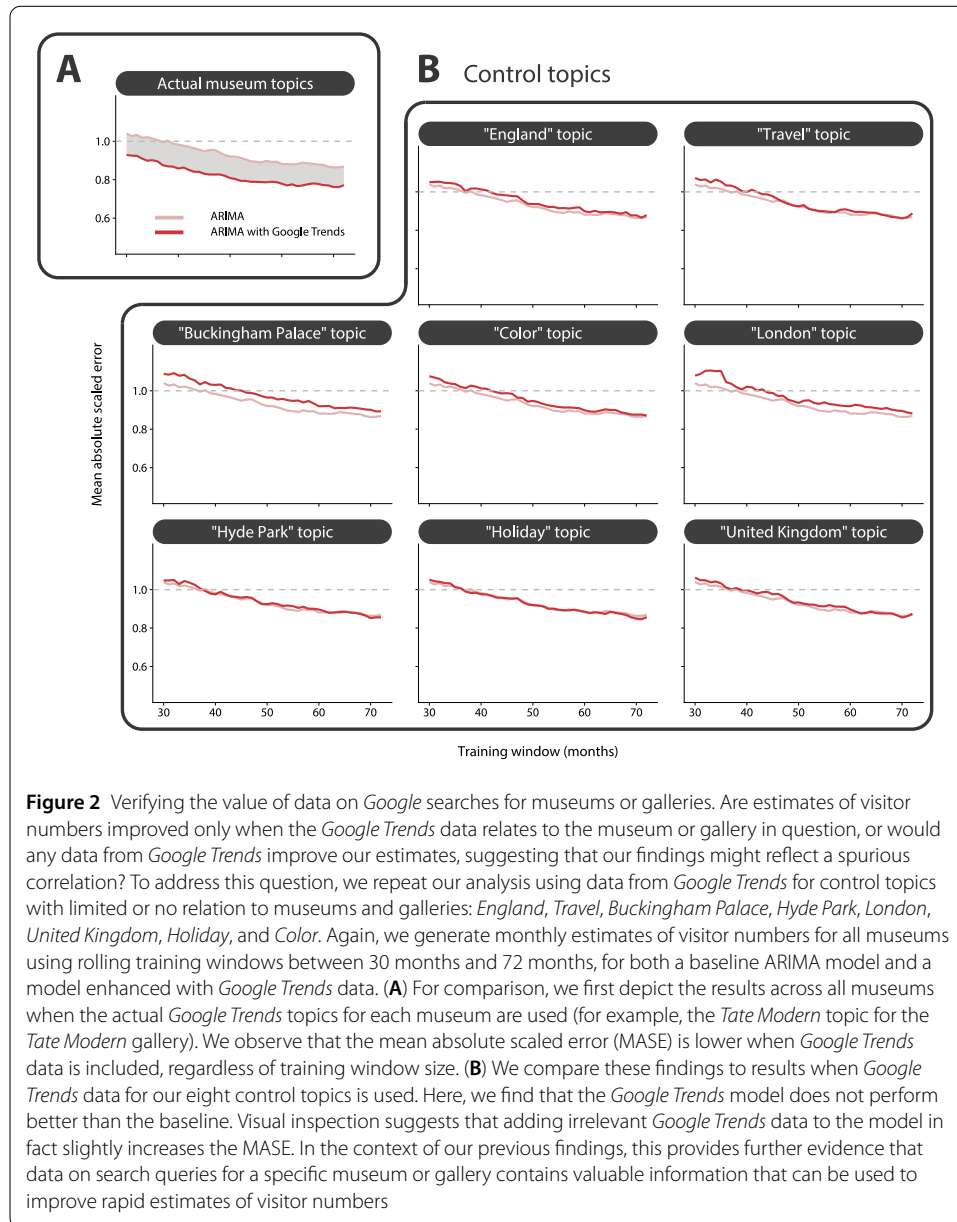 A
Actual museum topics
1.0
0.8
0.6
ARIMA
ARIMA with Google Trends
B Control topics
"England" topic
"Travel" topic
"Buckingham Palace" topic
"Color" topic
"London" topic
1.0
0.8
0.6
Mean absolute scaled error
"Hyde Park" topic
"Holiday" topic
"United Kingdom" topic
1.0
0.8
0.6
30 40 50 60 70
30 40 50 60 70
30 40 50 60 70
Training window (months)
Figure 2 Verifying the value of data on Google searches for museums or galleries. Are estimates of visitor
numbers improved only when the Google Trends data relates to the museum or gallery in question, or would
any data from Google Trends improve our estimates, suggesting that our findings might reflect a spurious
correlation? To address this question, we repeat our analysis using data from Google Trends for control topics
with limited or no relation to museums and galleries: England, Travel, Buckingham Palace, Hyde Park, London,
United Kingdom, Holiday, and Color. Again, we generate monthly estimates of visitor numbers for all museums
using rolling training windows between 30 months and 72 months, for both a baseline ARIMA model and a
model enhanced with Google Trends data. (A) For comparison, we first depict the results across all museums
when the actual Google Trends topics for each museum are used (for example, the Tate Modern topic for the
Tate Modern gallery). We observe that the mean absolute scaled error (MASE) is lower when Google Trends
data is included, regardless of training window size. (B) We compare these findings to results when Google
Trends data for our eight control topics is used. Here, we find that the Google Trends model does not perform
better than the baseline. Visual inspection suggests that adding irrelevant Google Trends data to the model in
fact slightly increases the MASE. In the context of our previous findings, this provides further evidence that
data on search queries for a specific museum or gallery contains valuable information that can be used to
improve rapid estimates of visitor numbers